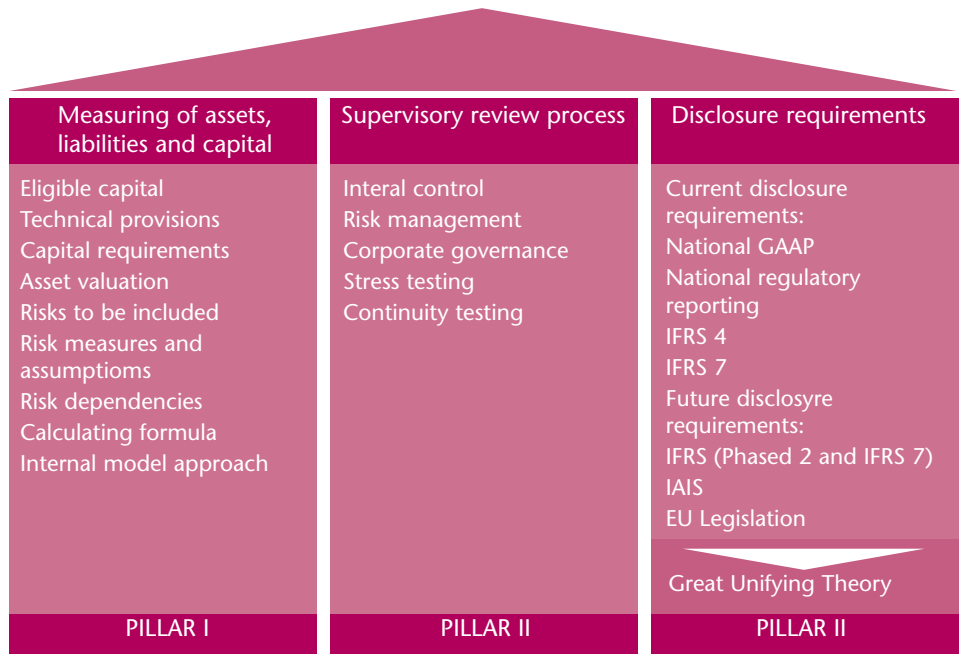 Measuring of assets,
liabilities and capital
Eligible capital
Technical provisions
Capital requirements
Asset valuation
Risks to be included
Risk measures and
assumptioms
Risk dependencies
Calculating formula
Internal model approach
PILLAR I
Supervisory review process
Interal control
Risk management
Corporate governance
Stress testing
Continuity testing
PILLAR II
Disclosure requirements
Current disclosure
requirements:
National GAAP
National regulatory
reporting
IFRS 4
IFRS 7
Future disclosyre
requirements:
IFRS (Phased 2 and IFRS 7)
IAIS
EU Legislation
Great Unifying Theory
PILLAR II